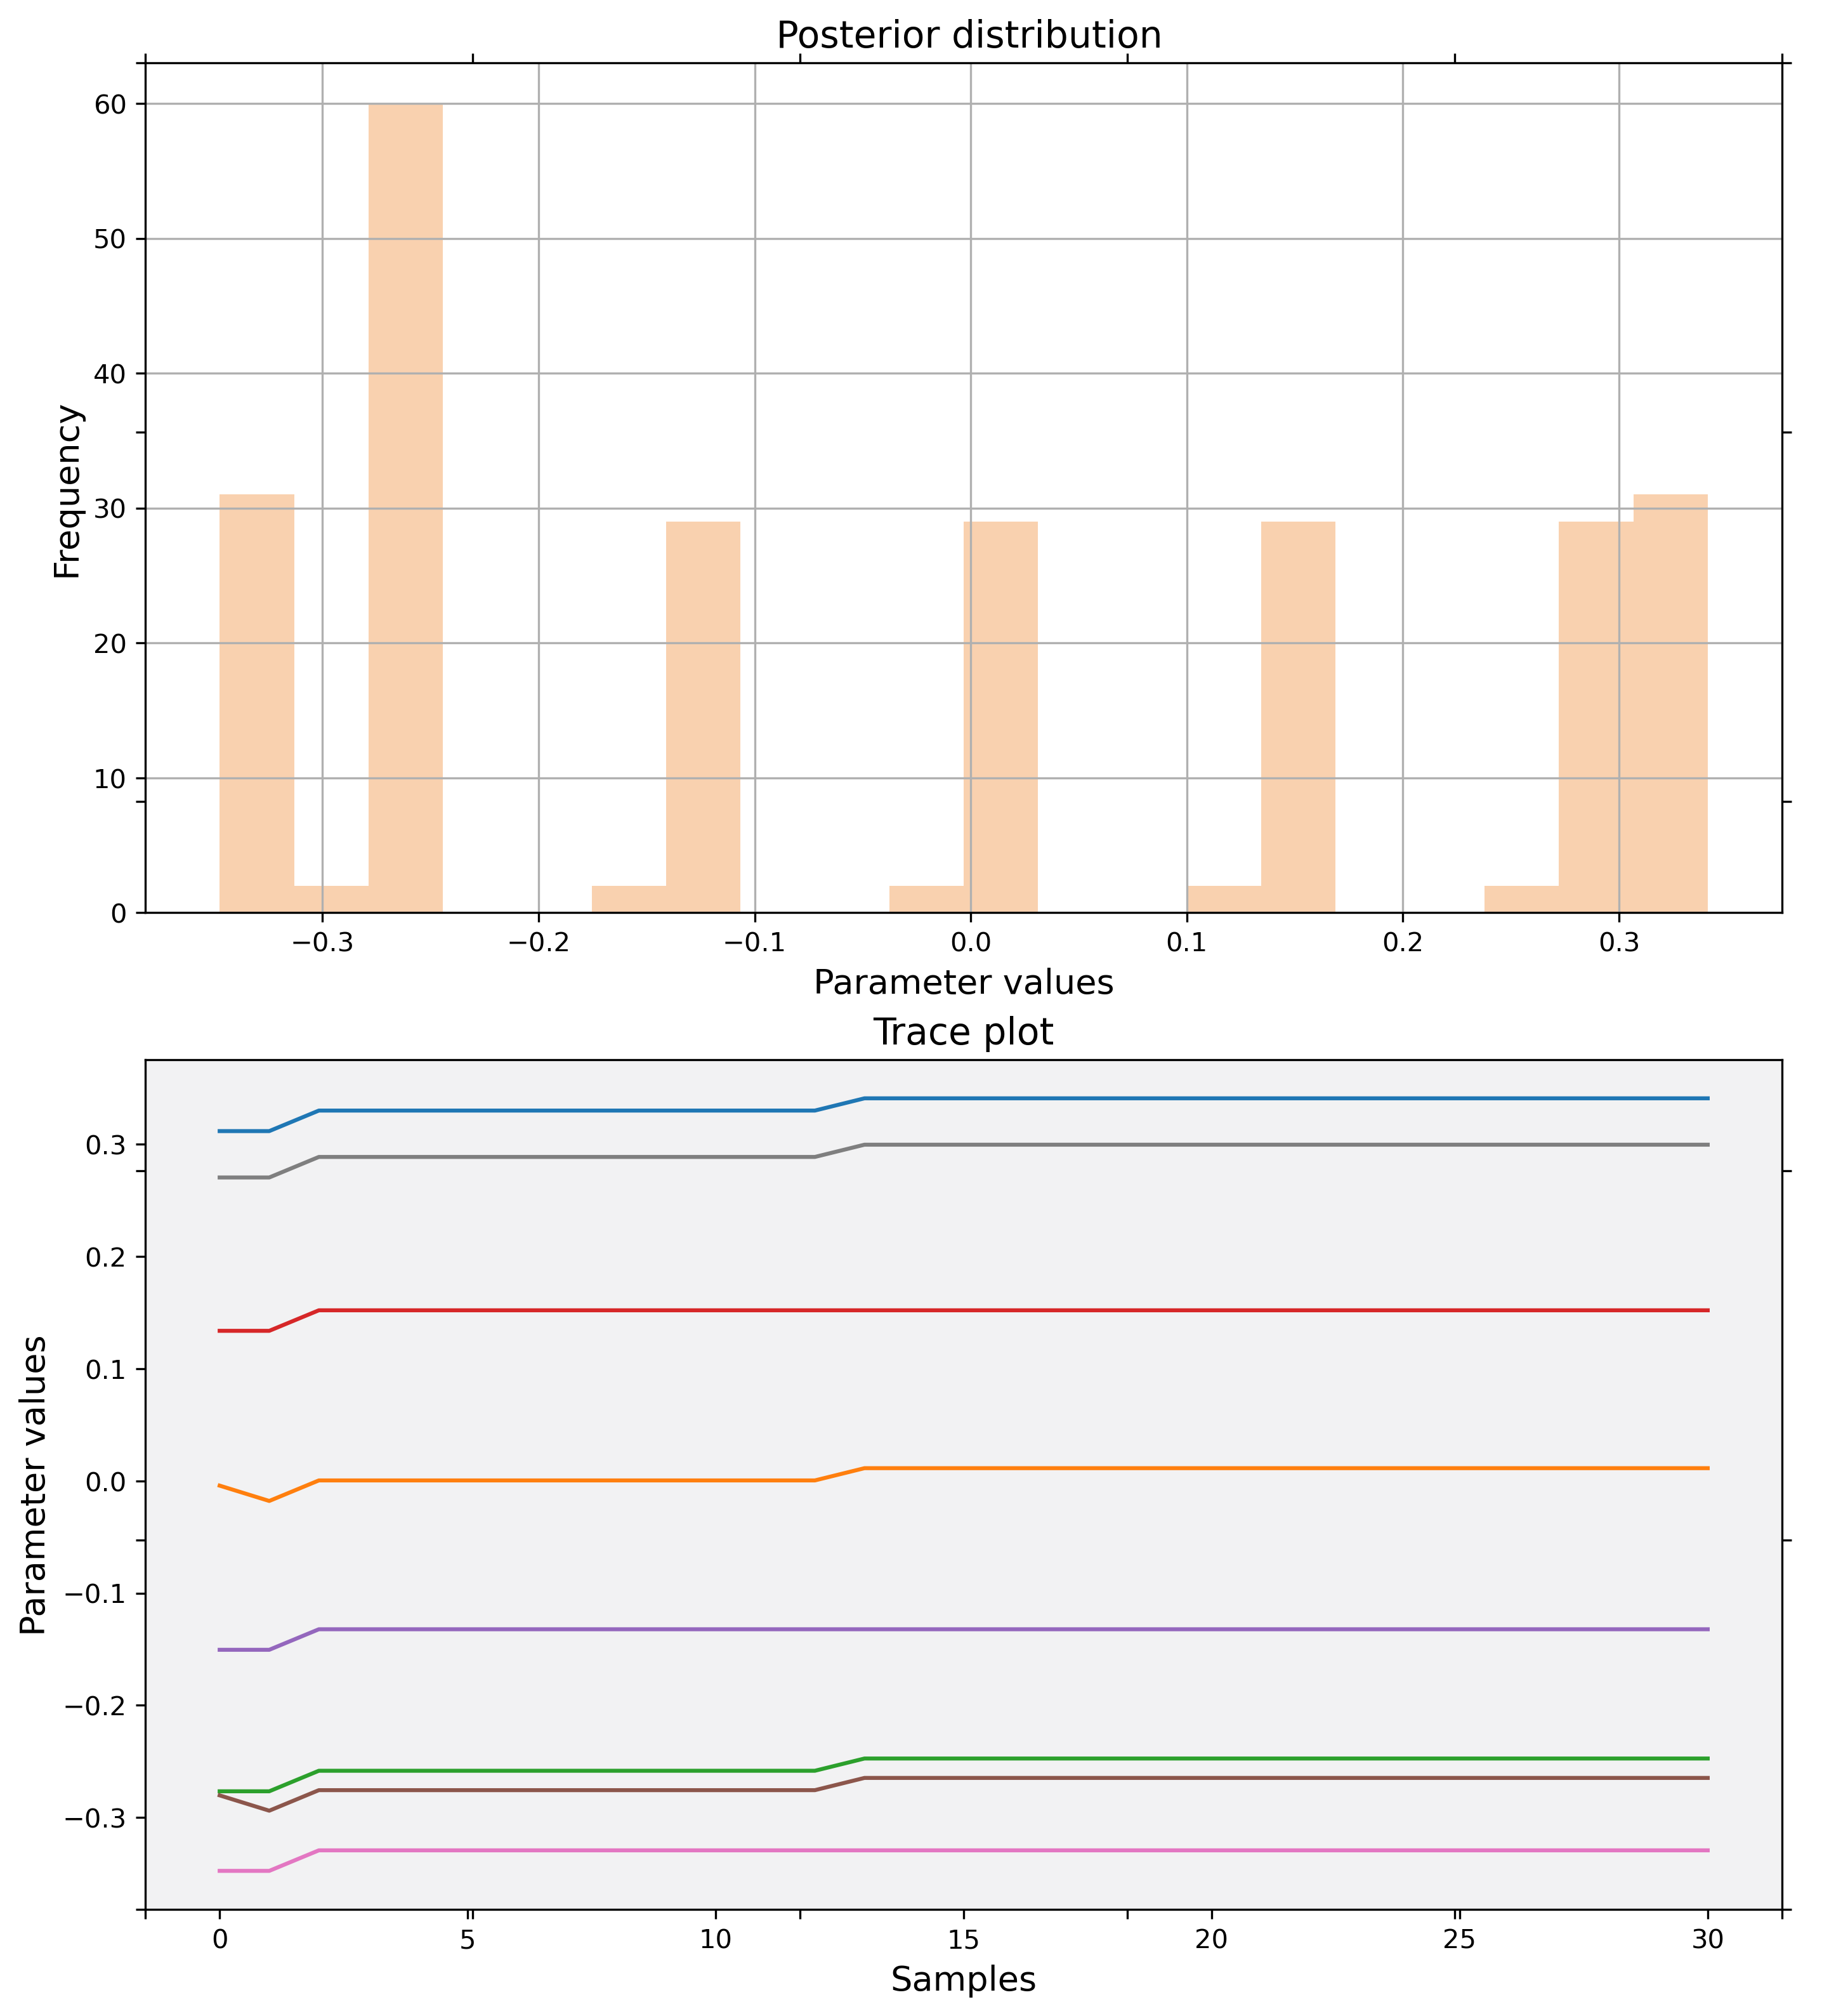 Posterior distribution
60
50
40
30
20
10
0
Frequency
−0.3 −0.2 −0.1 0.0 0.1 0.2 0.3
Parameter values
Trace plot
0.3
0.2
0.1
0.0
−0.1
−0.2
−0.3
Parameter values
0 5 10 15 20 25 30
Samples